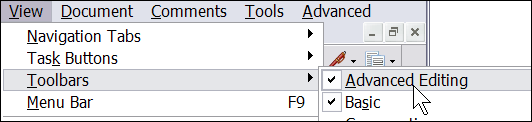 View Document Comments Tools Advanced
Navigation Tabs
Task Buttons
Toolbars
Advanced Editing
Menu Bar F9
Basic